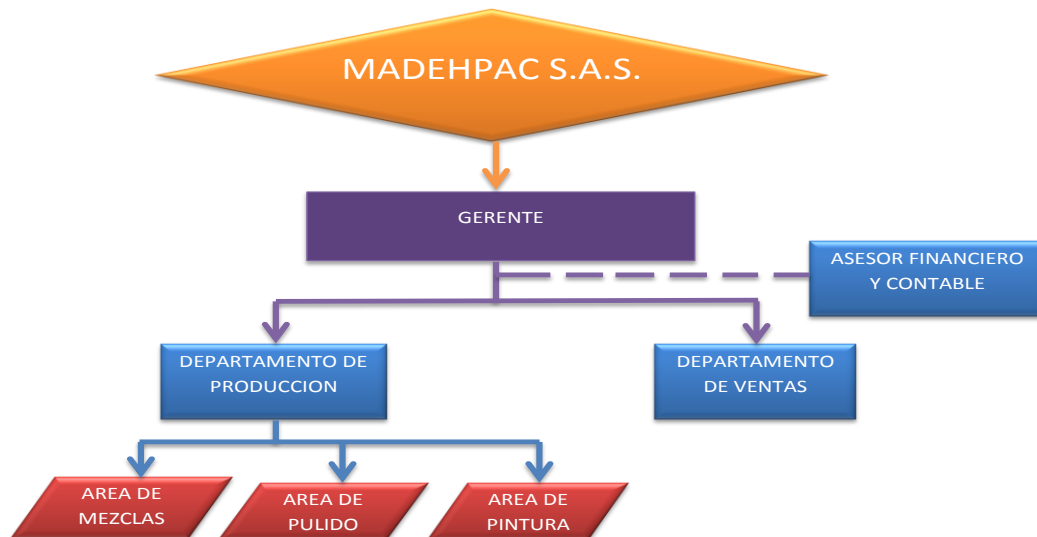 MADEHPAC S.A.S.
GERENTE
ASESOR FINANCIERO
Y CONTABLE
DEPARTAMENTO DE
PRODUCCION
DEPARTAMENTO
DE VENTAS
AREA DE
MEZCLAS
AREA DE
PULIDO
AREA DE
PINTURA